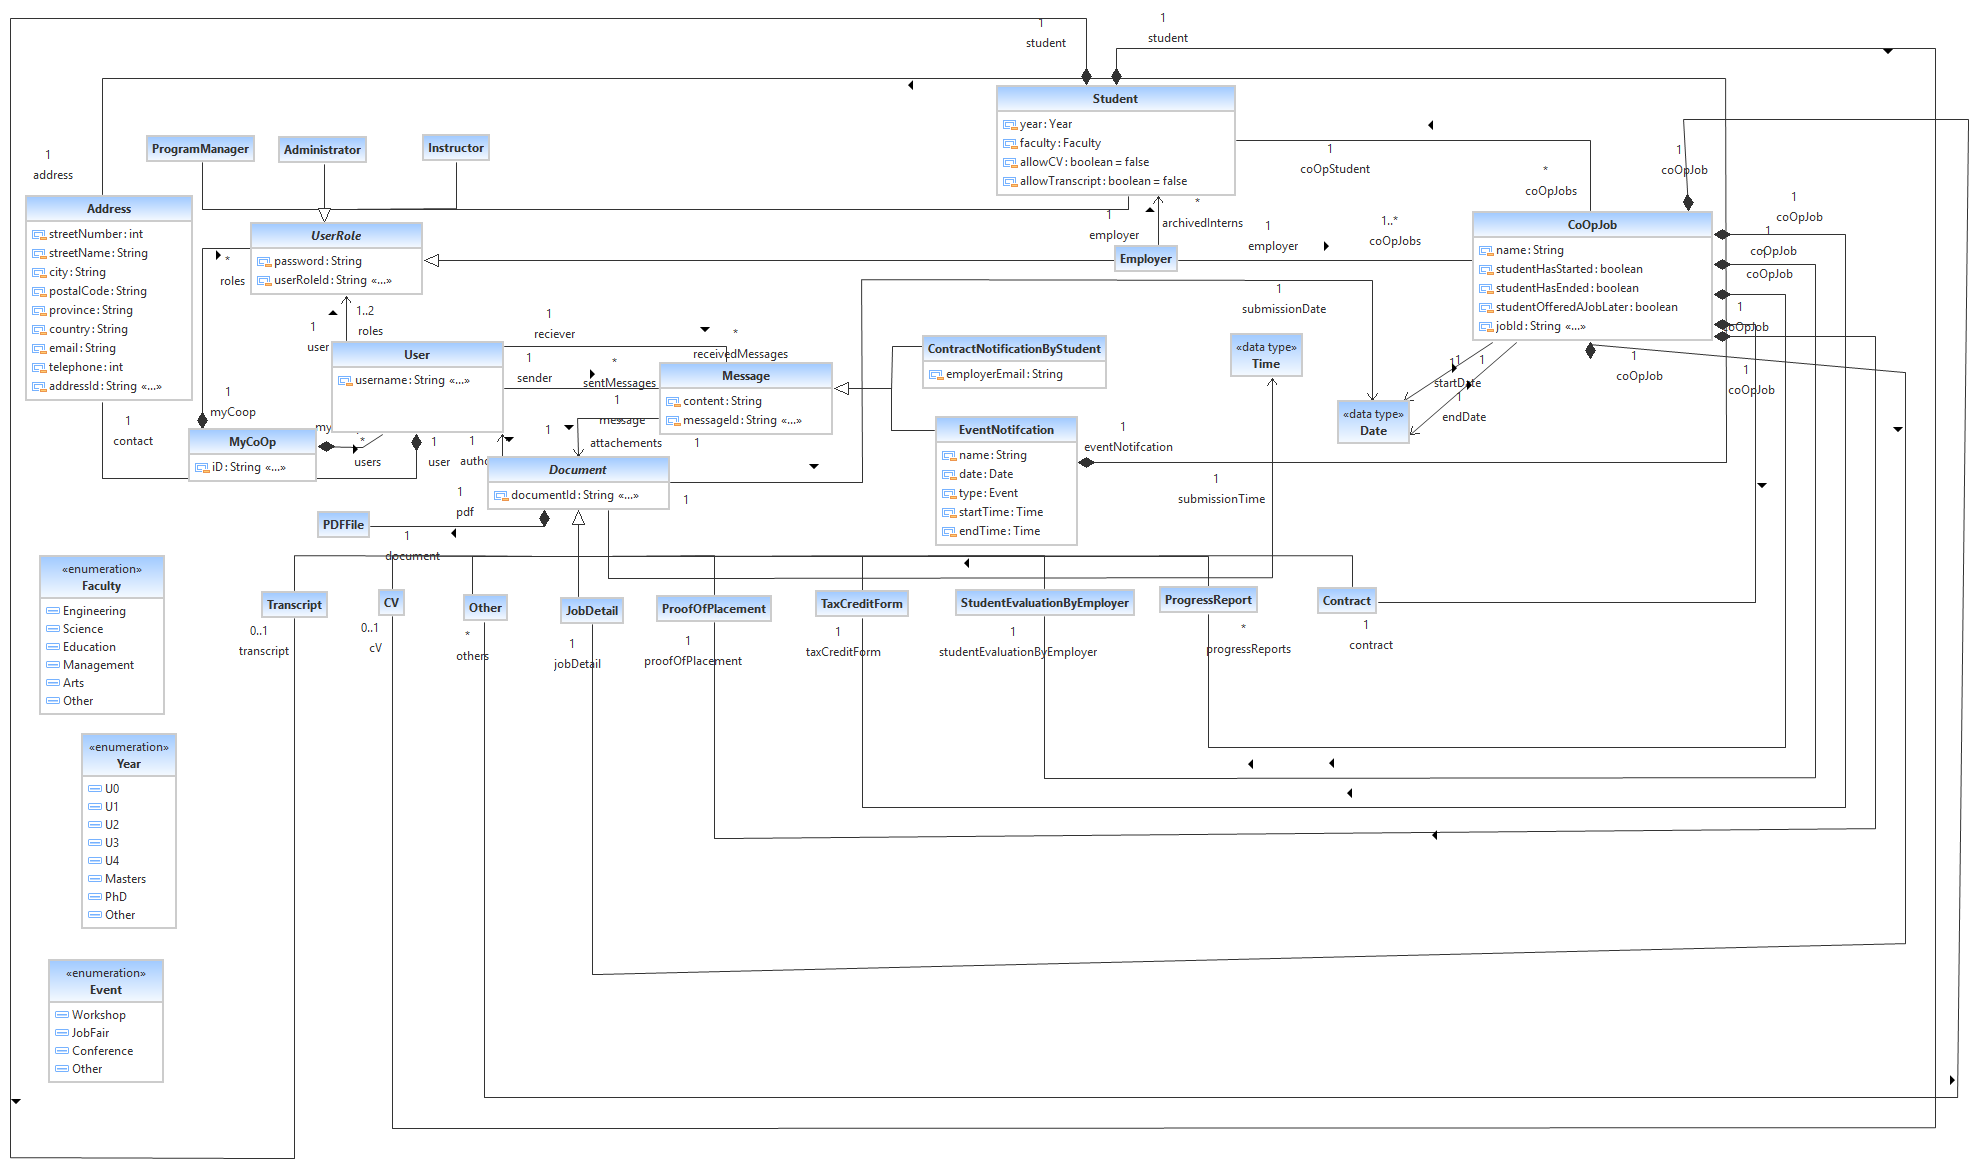 1
student
1
student
Student
year : Year
faculty : Faculty
allowCV : boolean = false
allowTranscript : boolean = false
ProgramManager
Administrator
Instructor
1
address
Address
streetNumber : int
streetName : String
city : String
postalCode : String
province : String
country : String
email : String
telephone : int
addressId : String «...»
UserRole
password : String
userRoleId : String «...»
*
roles
1
employer
*
archivedInterns
Employer
1
employer
1..*
coOpJobs
1
coOpStudent
*
coOpJobs
1
coOpJob
CoOpJob
name : String
studentHasStarted : boolean
studentHasEnded : boolean
studentOfferedAJobLater : boolean
jobId : String «...»
1
coOpJob
1
coOpJob
1
coOpJob
1
coOpJob
1
coOpJob
1
coOpJob
1
user
1..2
roles
User
username : String «...»
1
reciever
*
receivedMessages
1
sender
*
sentMessages
Message
content : String
messageId : String «...»
1
message
1
attachements
1
submissionDate
«data type»
Time
ContractNotificationByStudent
employerEmail : String
1
startDate
1
1
endDate
«data type»
Date
1
contact
1
myCoop
MyCoOp
iD : String «...»
*
users
1
user
1
Document
documentId : String «...»
1
1
EventNotifcation
name : String
date : Date
type : Event
startTime : Time
endTime : Time
1
eventNotifcation
1
submissionTime
1
pdf
PDFFile
1
document
«enumeration»
Faculty
Engineering
Science
Education
Management
Arts
Other
Transcript
0..1
transcript
CV
0..1
cV
Other
*
others
JobDetail
1
jobDetail
ProofOfPlacement
1
proofOfPlacement
TaxCreditForm
1
taxCreditForm
StudentEvaluationByEmployer
1
studentEvaluationByEmployer
ProgressReport
*
progressReports
Contract
1
contract
«enumeration»
Year
U0
U1
U2
U3
U4
Masters
PhD
Other
«enumeration»
Event
Workshop
JobFair
Conference
Other